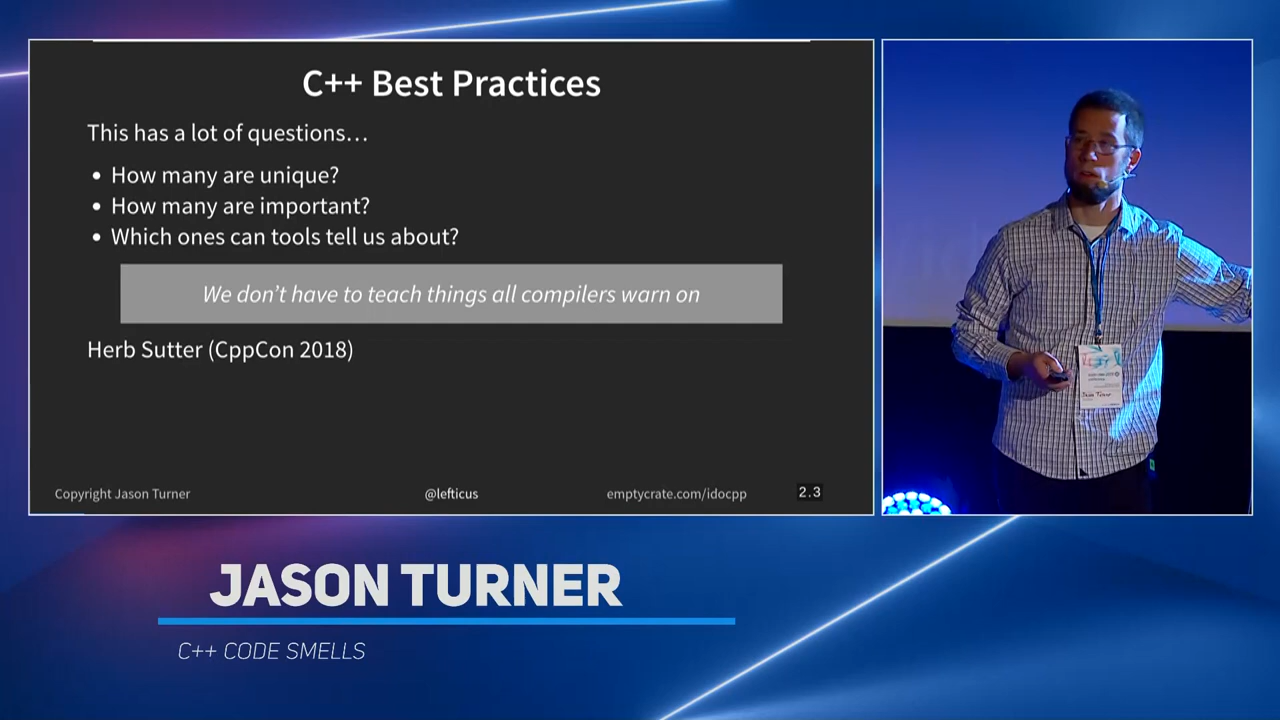 C++ Best Practices
This has a lot of questions…
• How many are unique?
• How many are important?
• Which ones can tools tell us about?
We don't have to teach things all compilers warn on
Herb Sutter (CppCon 2018)
Copyright Jason Turner
@lefticus
emptycrate.com/idocpp
2.3
Jason Turner
JASON TURNER
C++ CODE SMELLS